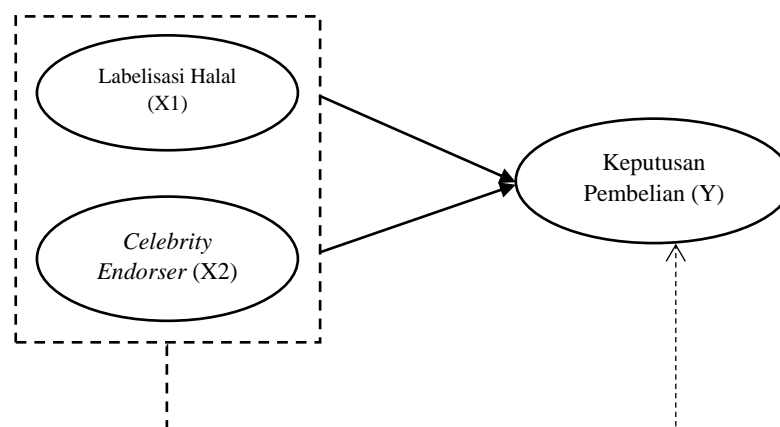 Labelisasi Halal
(X1)
Keputusan
Pembelian (Y)
Celebrity
Endorser (X2)